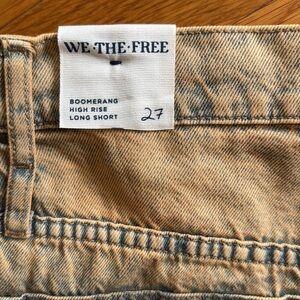 WE•THE•FREE
BOOMERANG
HIGH RISE
LONG SHORT
27